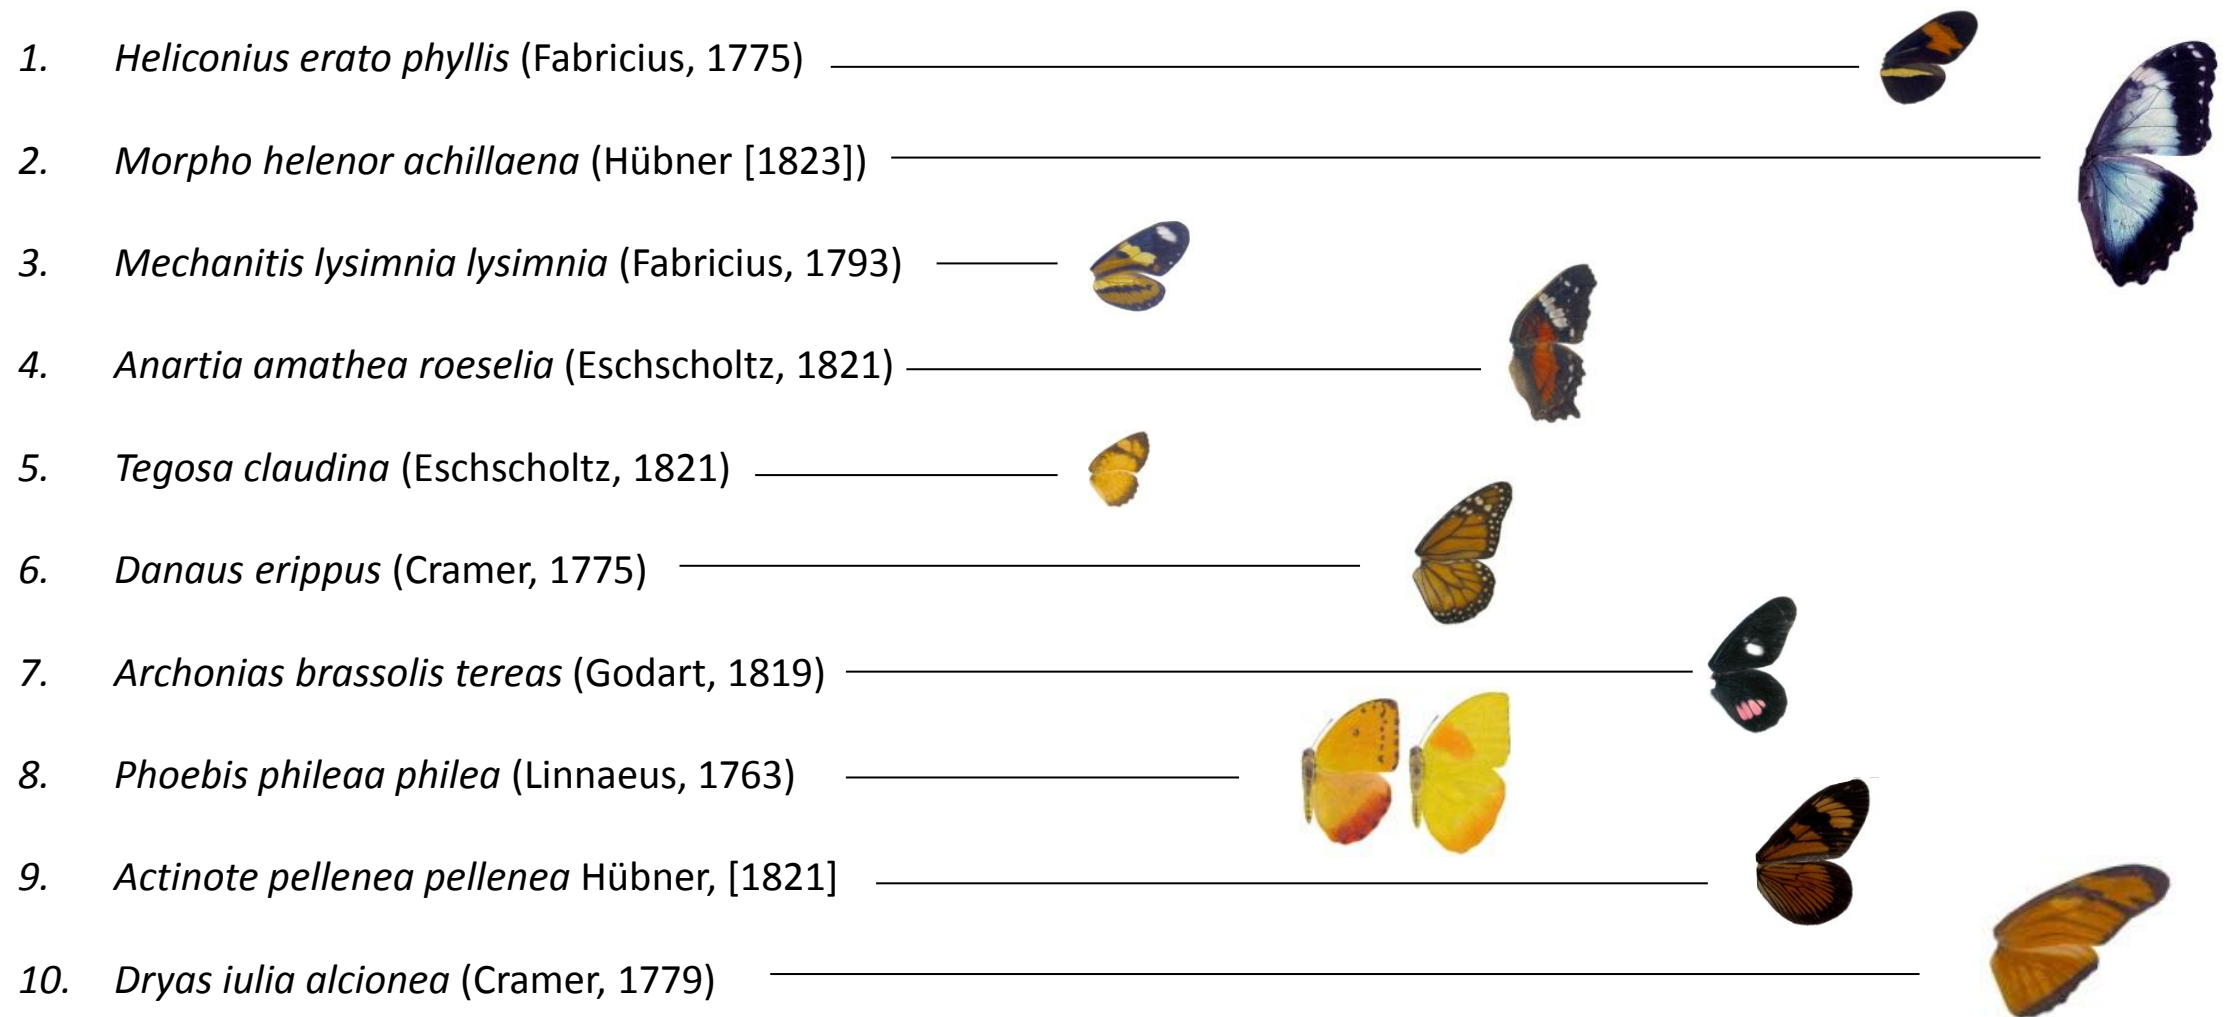 1. Heliconius erato phyllis (Fabricius, 1775)
2. Morpho helenor achillaena (Hübner [1823])
3. Mechanitis lysimnia lysimnia (Fabricius, 1793)
4. Anartia amathea roeselia (Eschscholtz, 1821)
5. Tegosa claudina (Eschscholtz, 1821)
6. Danaus erippus (Cramer, 1775)
7. Archonias brassolis tereas (Godart, 1819)
8. Phoebis phileaa philea (Linnaeus, 1763)
9. Actinote pellenea pellenea Hübner, [1821]
10. Dryas iulia alcionea (Cramer, 1779)